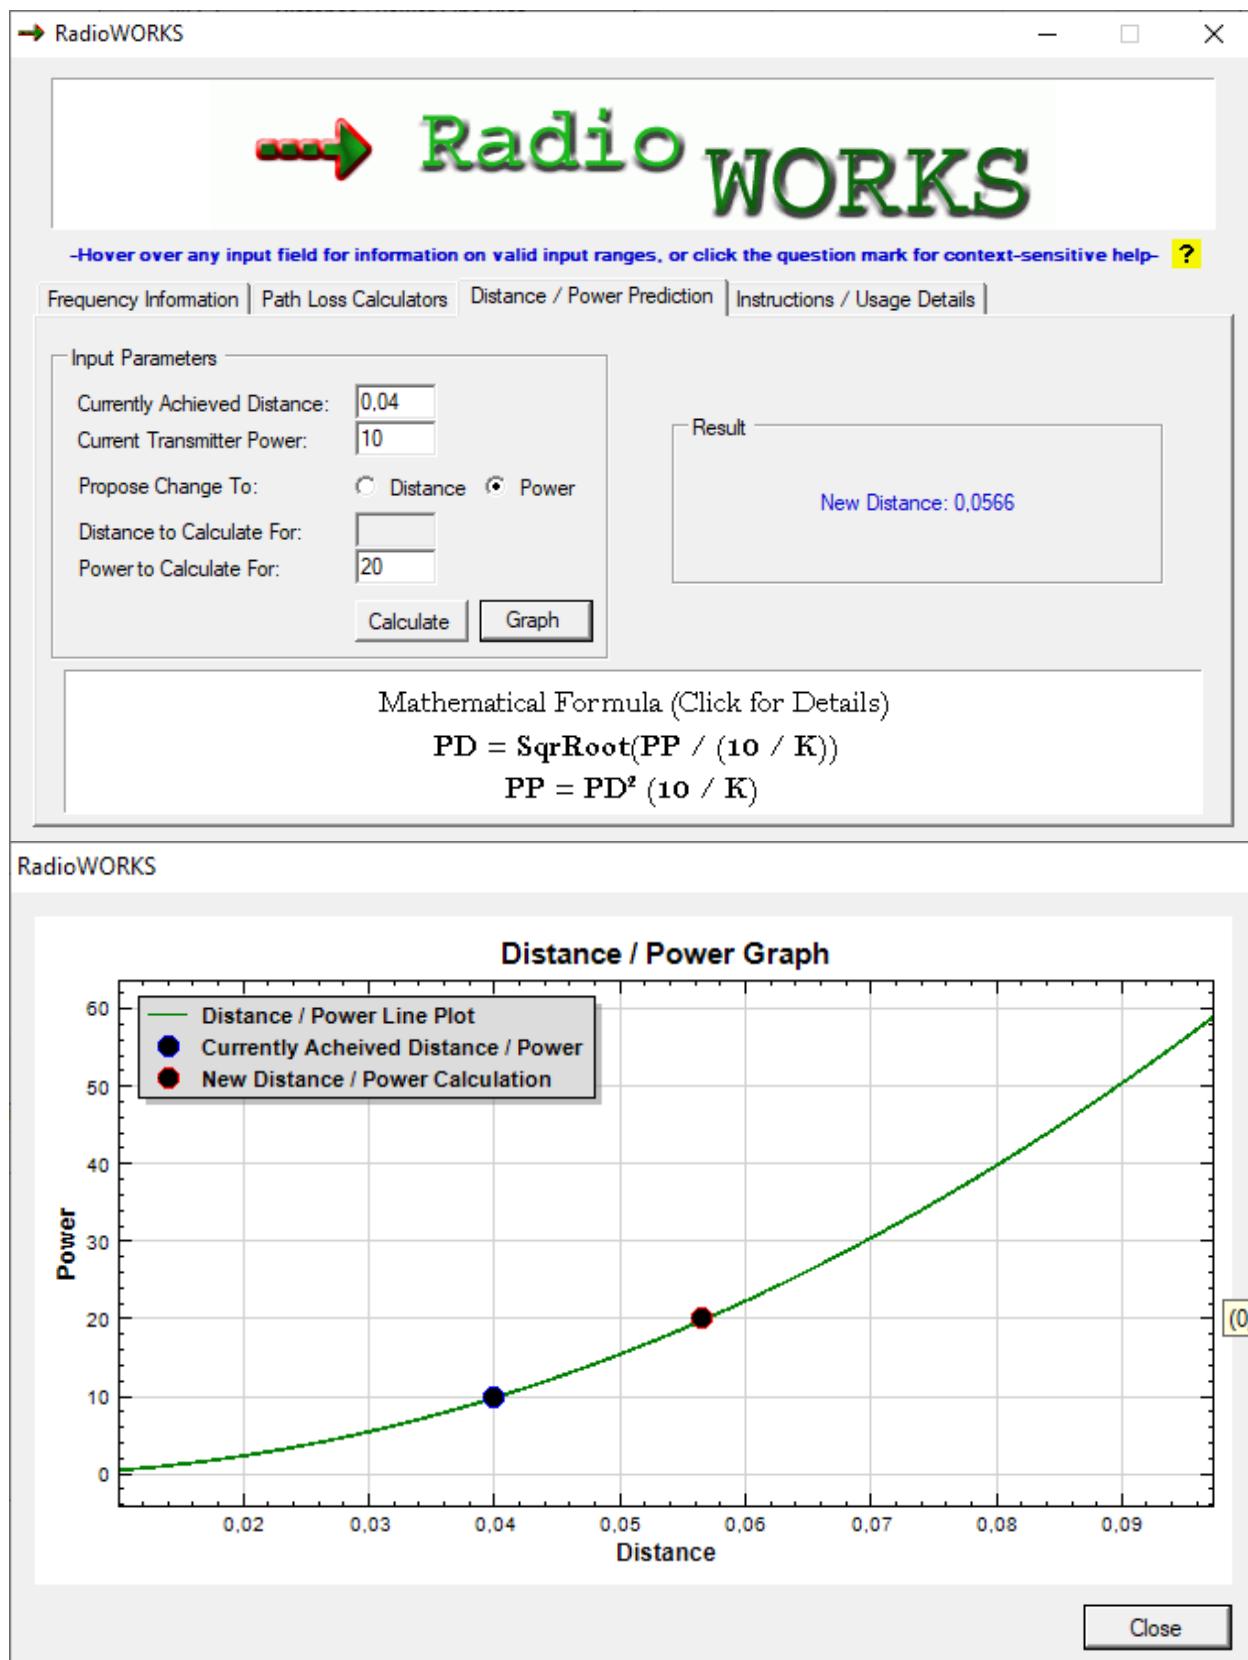 RadioWORKS
Radio WORKS
-Hover over any input field for information on valid input ranges, or click the question mark for context-sensitive help- ?
Frequency Information Path Loss Calculators Distance / Power Prediction Instructions / Usage Details
Input Parameters
Currently Achieved Distance: 0,04
Current Transmitter Power: 10
Propose Change To: Distance Power
Distance to Calculate For:
Power to Calculate For: 20
Calculate Graph
Result
New Distance: 0,0566
Mathematical Formula (Click for Details)
PD = SqrRoot(PP / (10 / K))
PP = PD² (10 / K)
RadioWORKS
Distance / Power Graph
Distance / Power Line Plot
Currently Acheived Distance / Power
New Distance / Power Calculation
60
50
40
30
20
10
0
Power
(0
0,02 0,03 0,04 0,05 0,06 0,07 0,08 0,09
Distance
Close